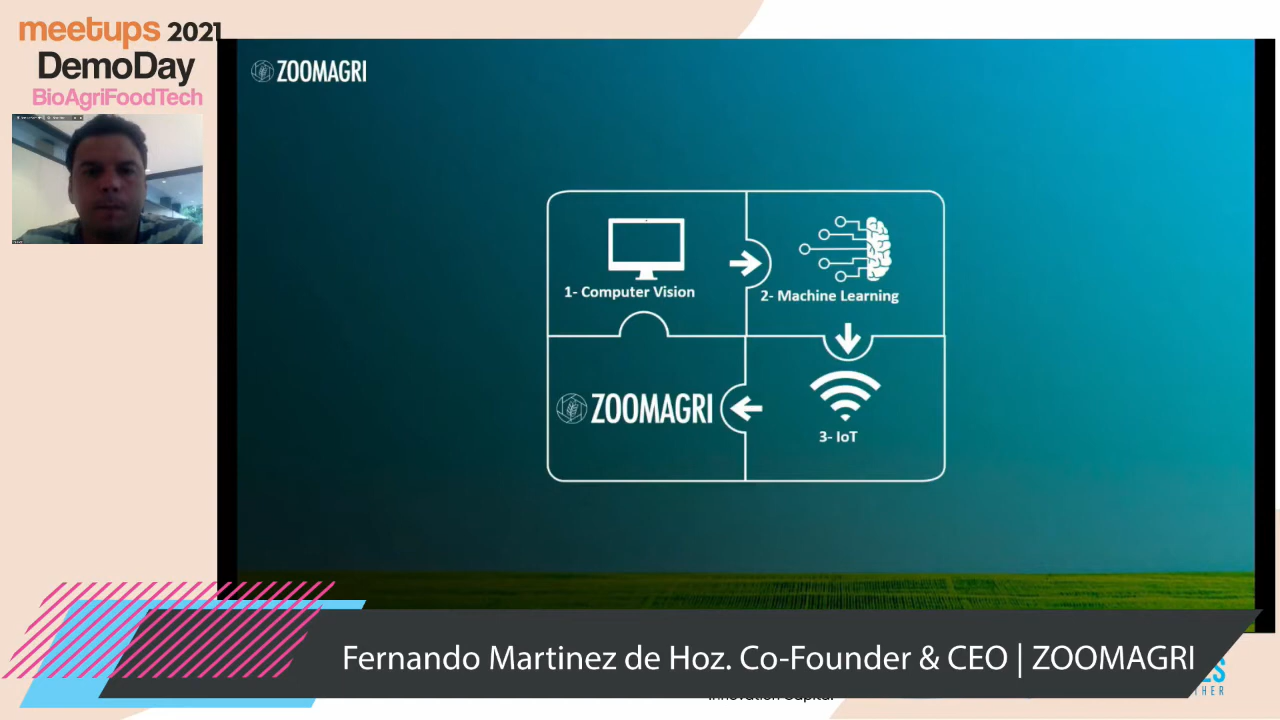 meetups 2021
DemoDay
BioAgriFoodTech
ZOOMAGRI
1- Computer Vision
2- Machine Learning
ZOOMAGRI
3- IoT
Fernando Martinez de Hoz. Co-Founder & CEO | ZOOMAGRI